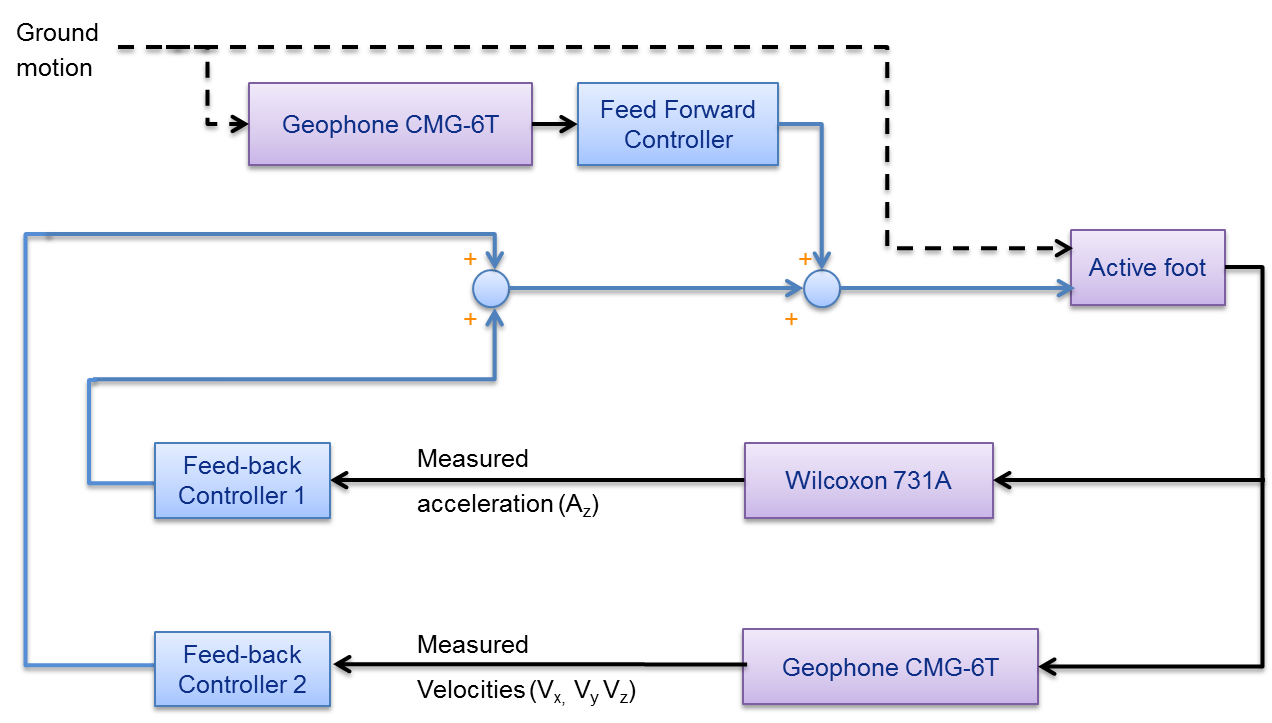 Ground
motion
Geophone CMG-6T
Feed Forward
Controller
+
+
Active foot
+
+
Feed-back
Controller 1
Measured
acceleration (Az)
Wilcoxon 731A
Feed-back
Controller 2
Measured
Velocities (Vx, Vy Vz)
Geophone CMG-6T